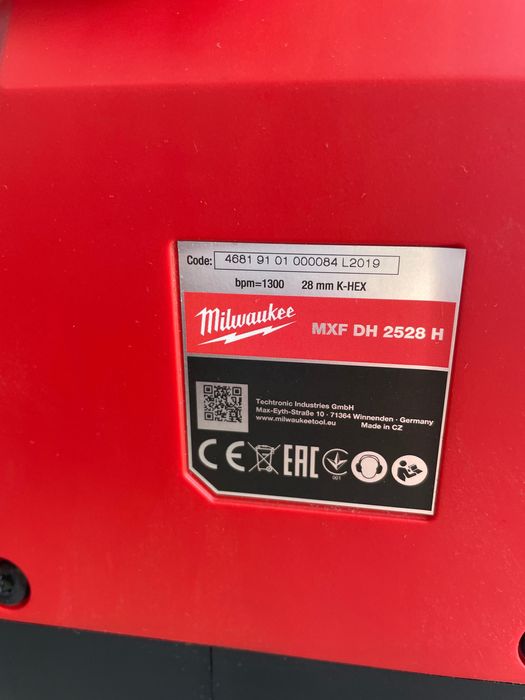 Code: 4681 91 01 000084 L2019
bpm=1300 28 mm K-HEX
Milwaukee MXF DH 2528 H
Techtronic Industries GmbH
Max-Eyth-Straße 10 · 71364 Winnenden · Germany
www.milwaukeetool.eu Made in CZ
CE EAC 001